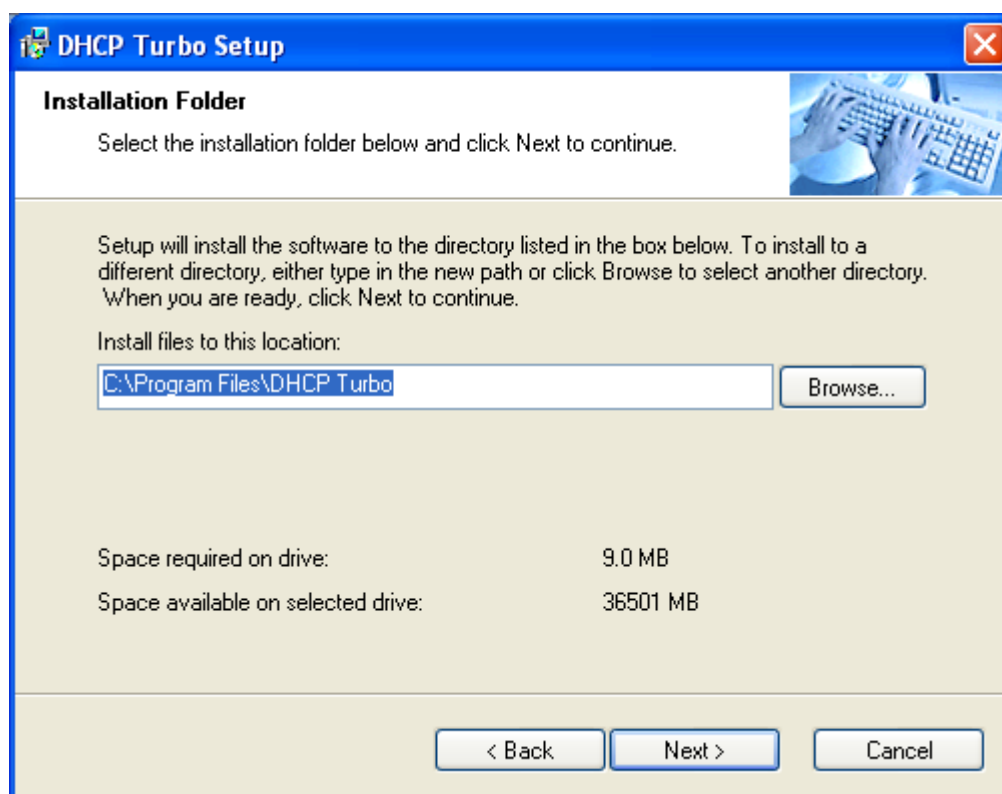 DHCP Turbo Setup
Installation Folder
Select the installation folder below and click Next to continue.
Setup will install the software to the directory listed in the box below. To install to a
different directory, either type in the new path or click Browse to select another directory.
When you are ready, click Next to continue.
Install files to this location:
C:\Program Files\DHCP Turbo
Browse...
Space required on drive: 9.0 MB
Space available on selected drive: 36501 MB
< Back Next > Cancel